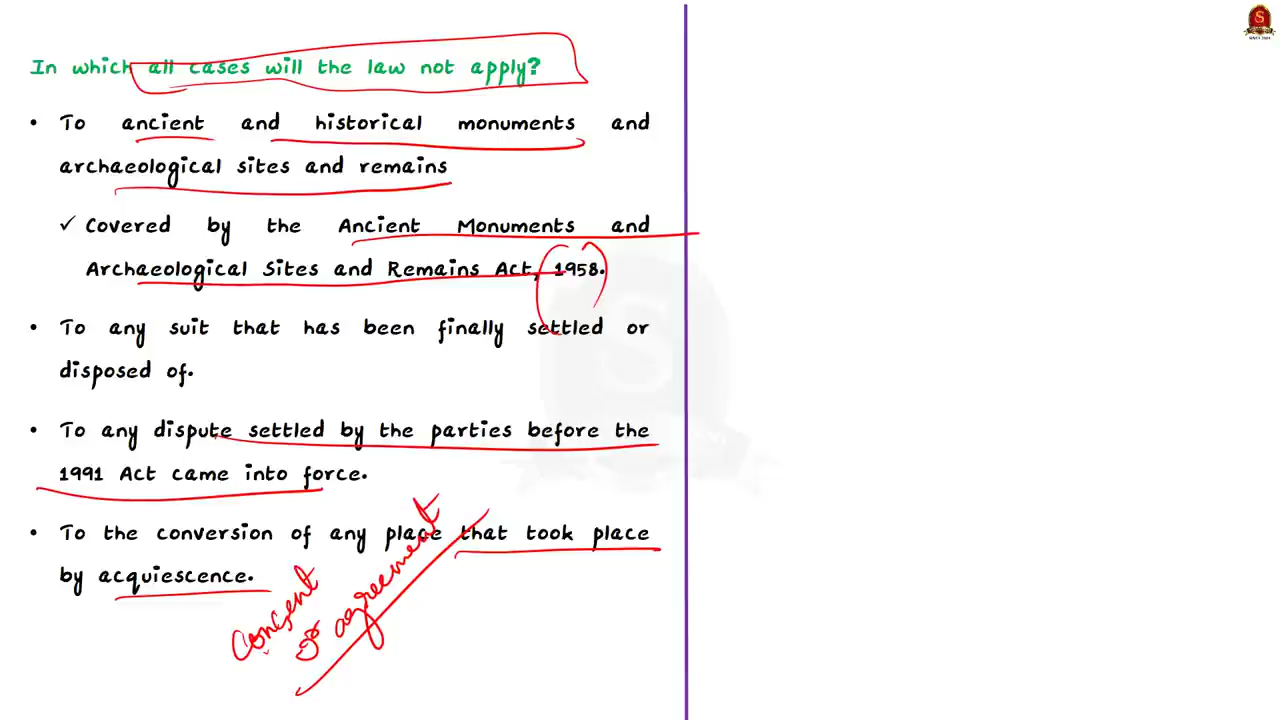 In which all cases will the law not apply?
• To ancient and historical monuments and
archaeological sites and remains
✓ Covered by the Ancient Monuments and
Archaeological Sites and Remains Act, 1958.
• To any suit that has been finally settled or
disposed of.
• To any dispute settled by the parties before the
1991 Act came into force.
• To the conversion of any place that took place
by acquiescence.
Consent
or agreement
S